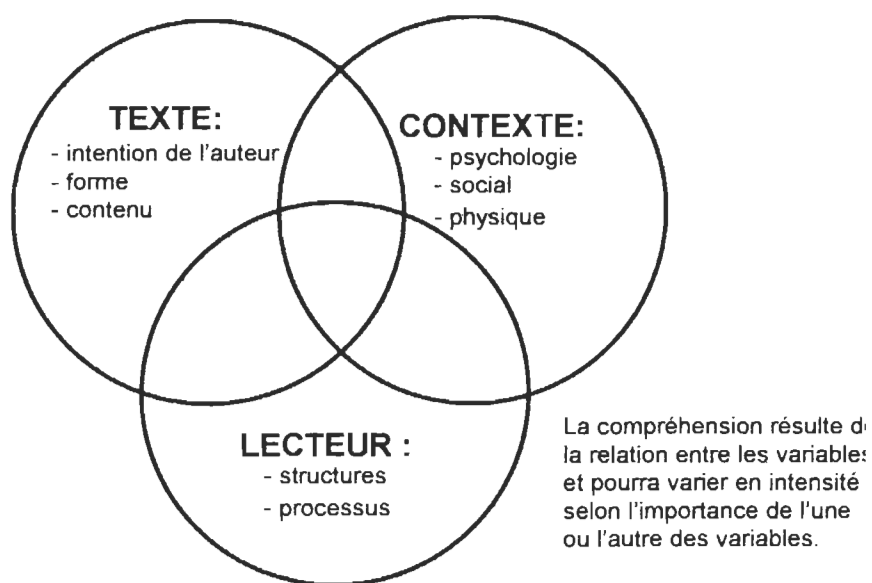 TEXTE:
- intention de l'auteur
- forme
- contenu
CONTEXTE:
- psychologie
- social
- physique
LECTEUR :
- structures
- processus
La compréhension résulte d
la relation entre les variable
et pourra varier en intensité
selon l'importance de l'une
ou l'autre des variables.